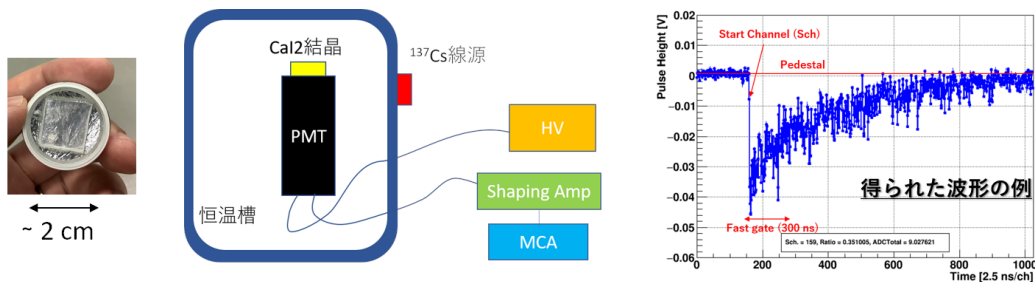 ~ 2 cm
CaI2結晶
¹³⁷Cs線源
PMT
恒温槽
HV
Shaping Amp
MCA
Pulse Height [V]
0.02
0.01
0
−0.01
−0.02
−0.03
−0.04
−0.05
−0.06
Start Channel (Sch)
Pedestal
得られた波形の例
Fast gate (300 ns)
Sch. = 159, Ratio = 0.351005, ADCTotal = 9.027621
0 200 400 600 800 1000
Time [2.5 ns/ch]